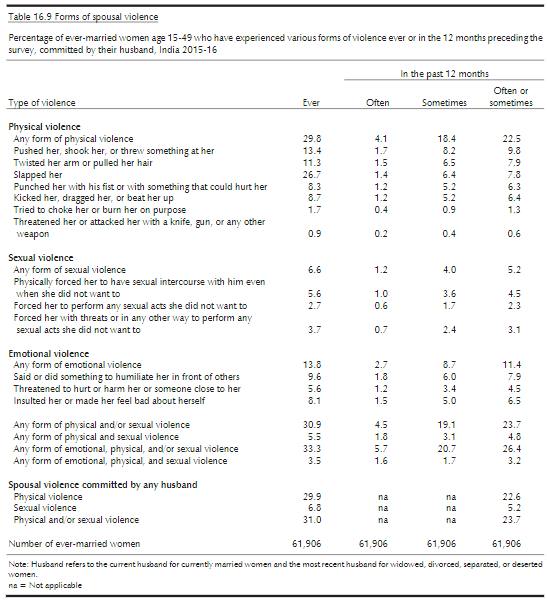 Table 16.9 Forms of spousal violence
Percentage of ever-married women age 15-49 who have experienced various forms of violence ever or in the 12 months preceding the
survey, committed by their husband, India 2015-16
In the past 12 months
Often or
Type of violence Ever Often Sometimes sometimes
Physical violence
Any form of physical violence 29.8 4.1 18.4 22.5
Pushed her, shook her, or threw something at her 13.4 1.7 8.2 9.8
Twisted her arm or pulled her hair 11.3 1.5 6.5 7.9
Slapped her 26.7 1.4 6.4 7.8
Punched her with his fist or with something that could hurt her 8.3 1.2 5.2 6.3
Kicked her, dragged her, or beat her up 8.7 1.2 5.2 6.4
Tried to choke her or burn her on purpose 1.7 0.4 0.9 1.3
Threatened her or attacked her with a knife, gun, or any other
weapon 0.9 0.2 0.4 0.6
Sexual violence
Any form of sexual violence 6.6 1.2 4.0 5.2
Physically forced her to have sexual intercourse with him even
when she did not want to 5.6 1.0 3.6 4.5
Forced her to perform any sexual acts she did not want to 2.7 0.6 1.7 2.3
Forced her with threats or in any other way to perform any
sexual acts she did not want to 3.7 0.7 2.4 3.1
Emotional violence
Any form of emotional violence 13.8 2.7 8.7 11.4
Said or did something to humiliate her in front of others 9.6 1.8 6.0 7.9
Threatened to hurt or harm her or someone close to her 5.6 1.2 3.4 4.5
Insulted her or made her feel bad about herself 8.1 1.5 5.0 6.5
Any form of physical and/or sexual violence 30.9 4.5 19.1 23.7
Any form of physical and sexual violence 5.5 1.8 3.1 4.8
Any form of emotional, physical, and/or sexual violence 33.3 5.7 20.7 26.4
Any form of emotional, physical, and sexual violence 3.5 1.6 1.7 3.2
Spousal violence committed by any husband
Physical violence 29.9 na na 22.6
Sexual violence 6.8 na na 5.2
Physical and/or sexual violence 31.0 na na 23.7
Number of ever-married women 61,906 61,906 61,906 61,906
Note: Husband refers to the current husband for currently married women and the most recent husband for widowed, divorced, separated, or deserted
women.
na = Not applicable